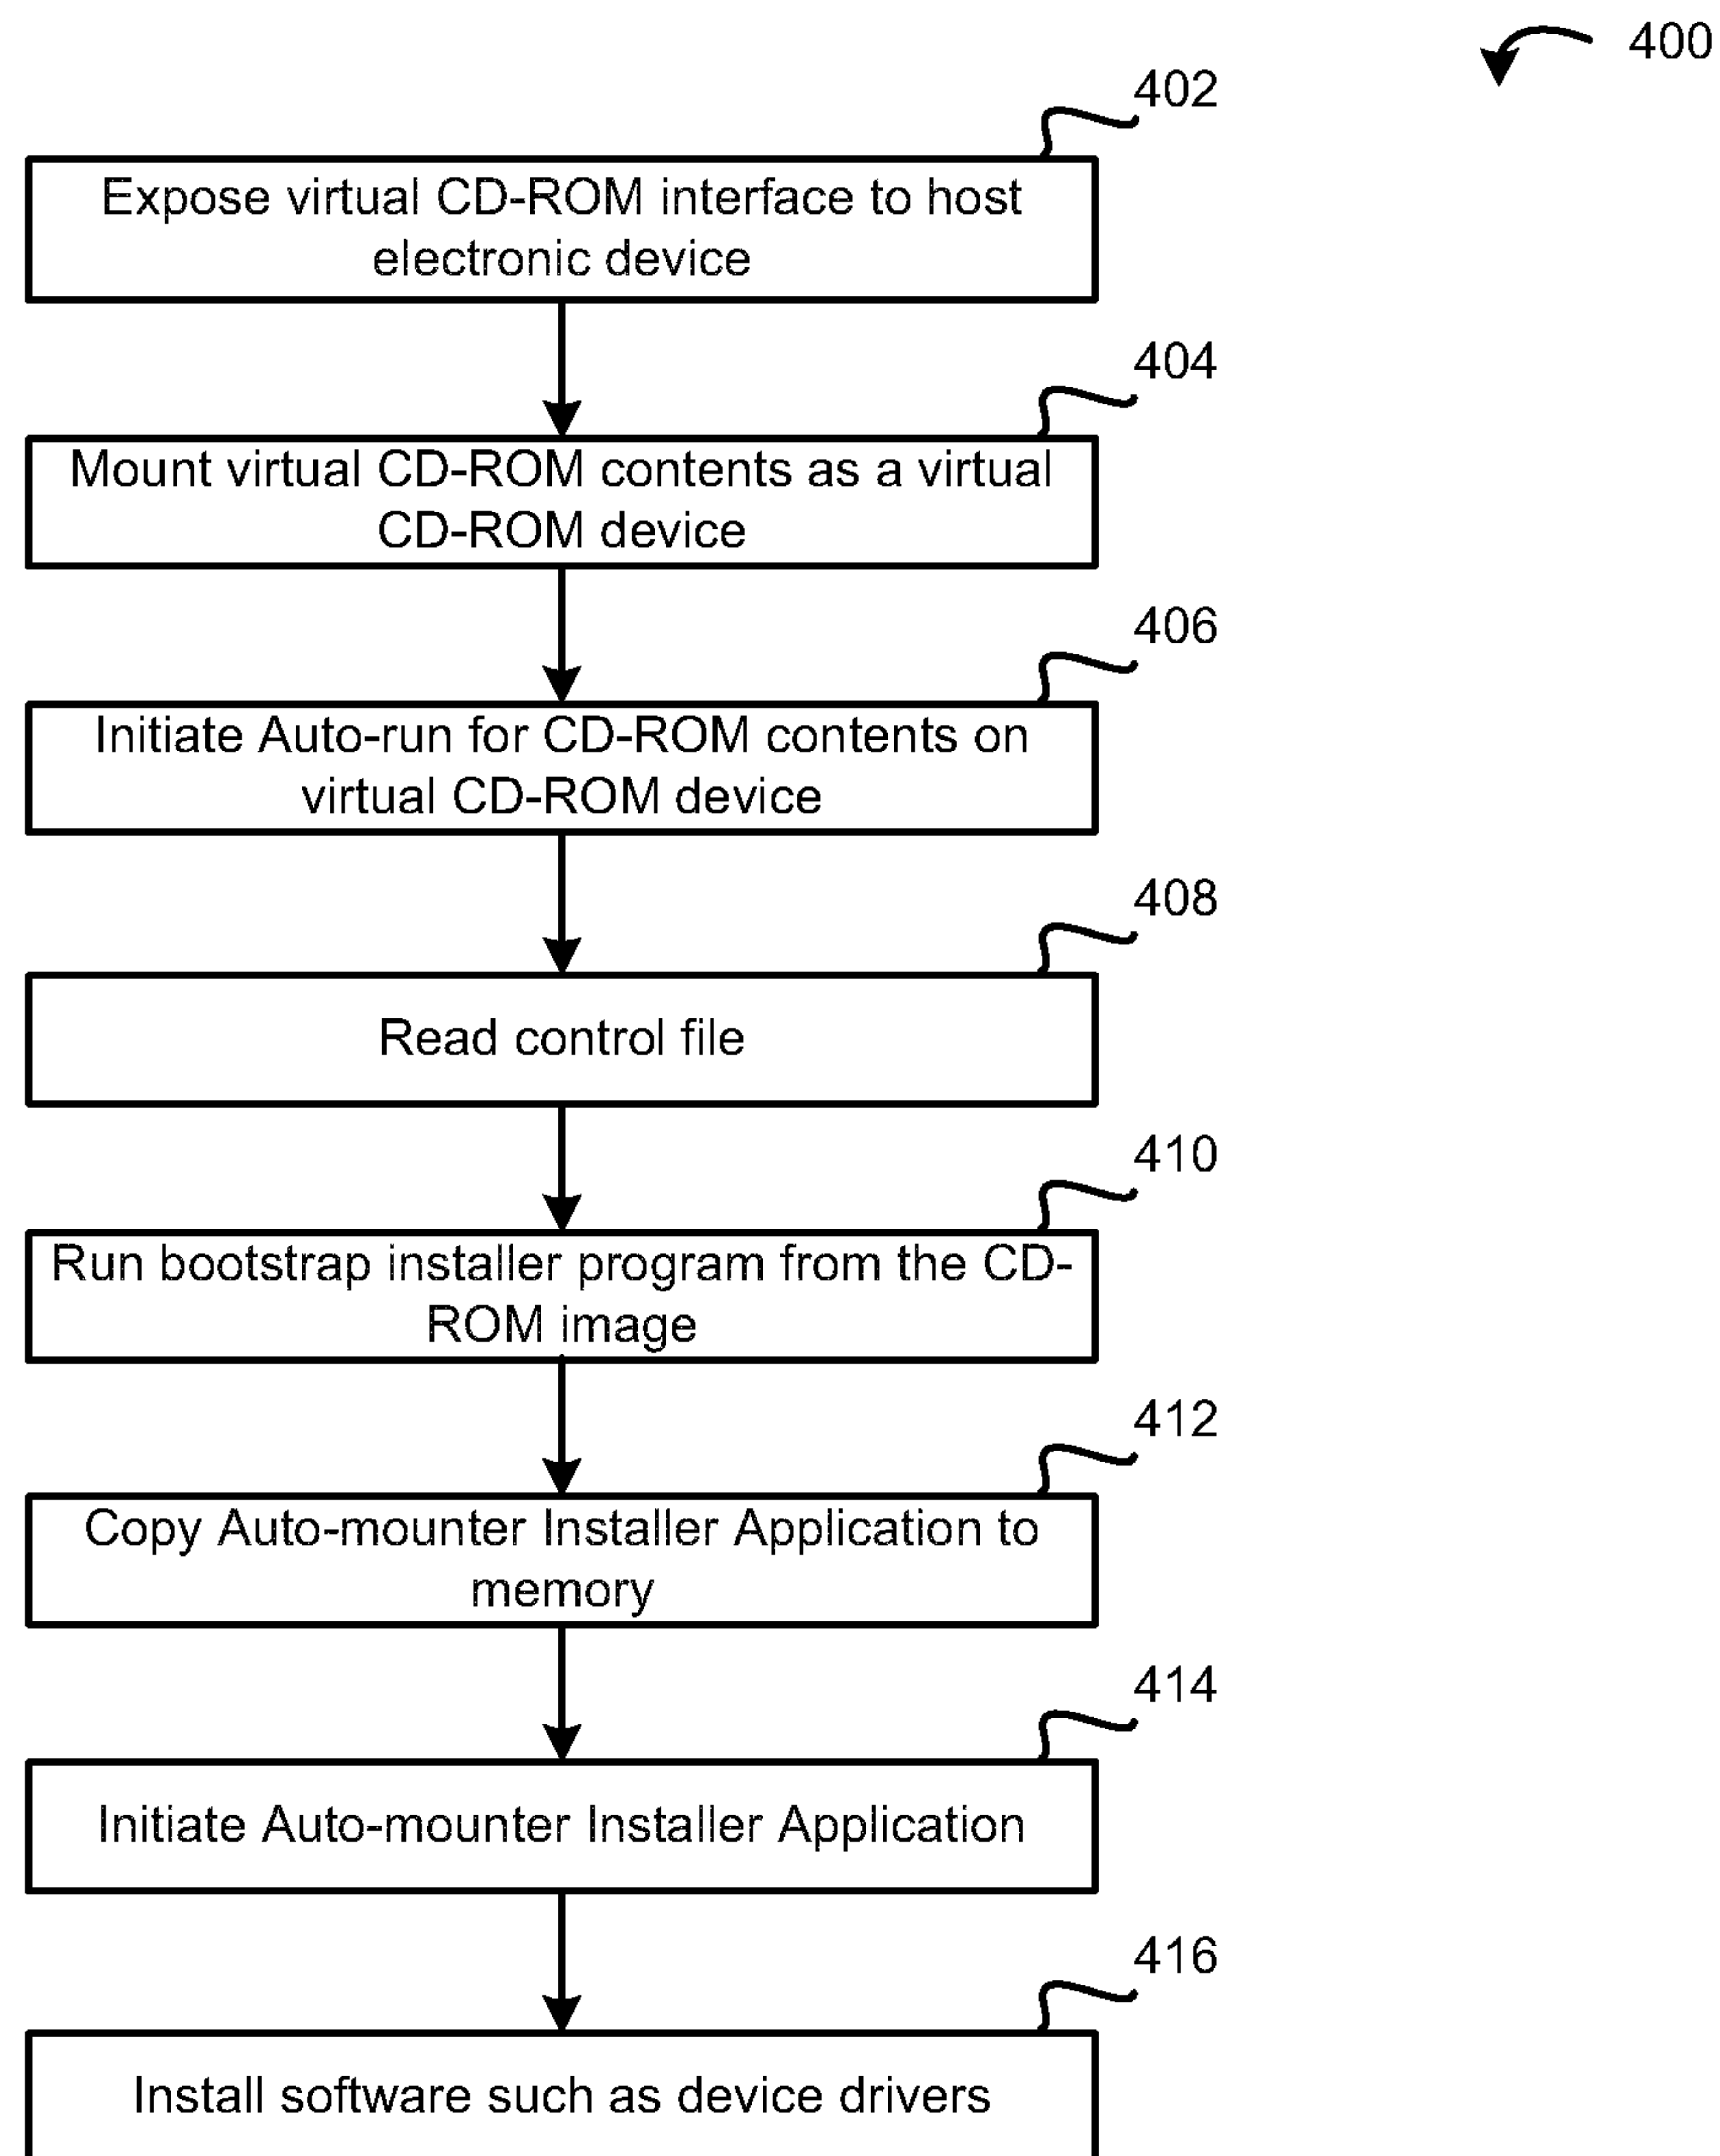 400
402
Expose virtual CD-ROM interface to host
electronic device
404
Mount virtual CD-ROM contents as a virtual
CD-ROM device
406
Initiate Auto-run for CD-ROM contents on
virtual CD-ROM device
408
Read control file
410
Run bootstrap installer program from the CD-
ROM image
412
Copy Auto-mounter Installer Application to
memory
414
Initiate Auto-mounter Installer Application
416
Install software such as device drivers